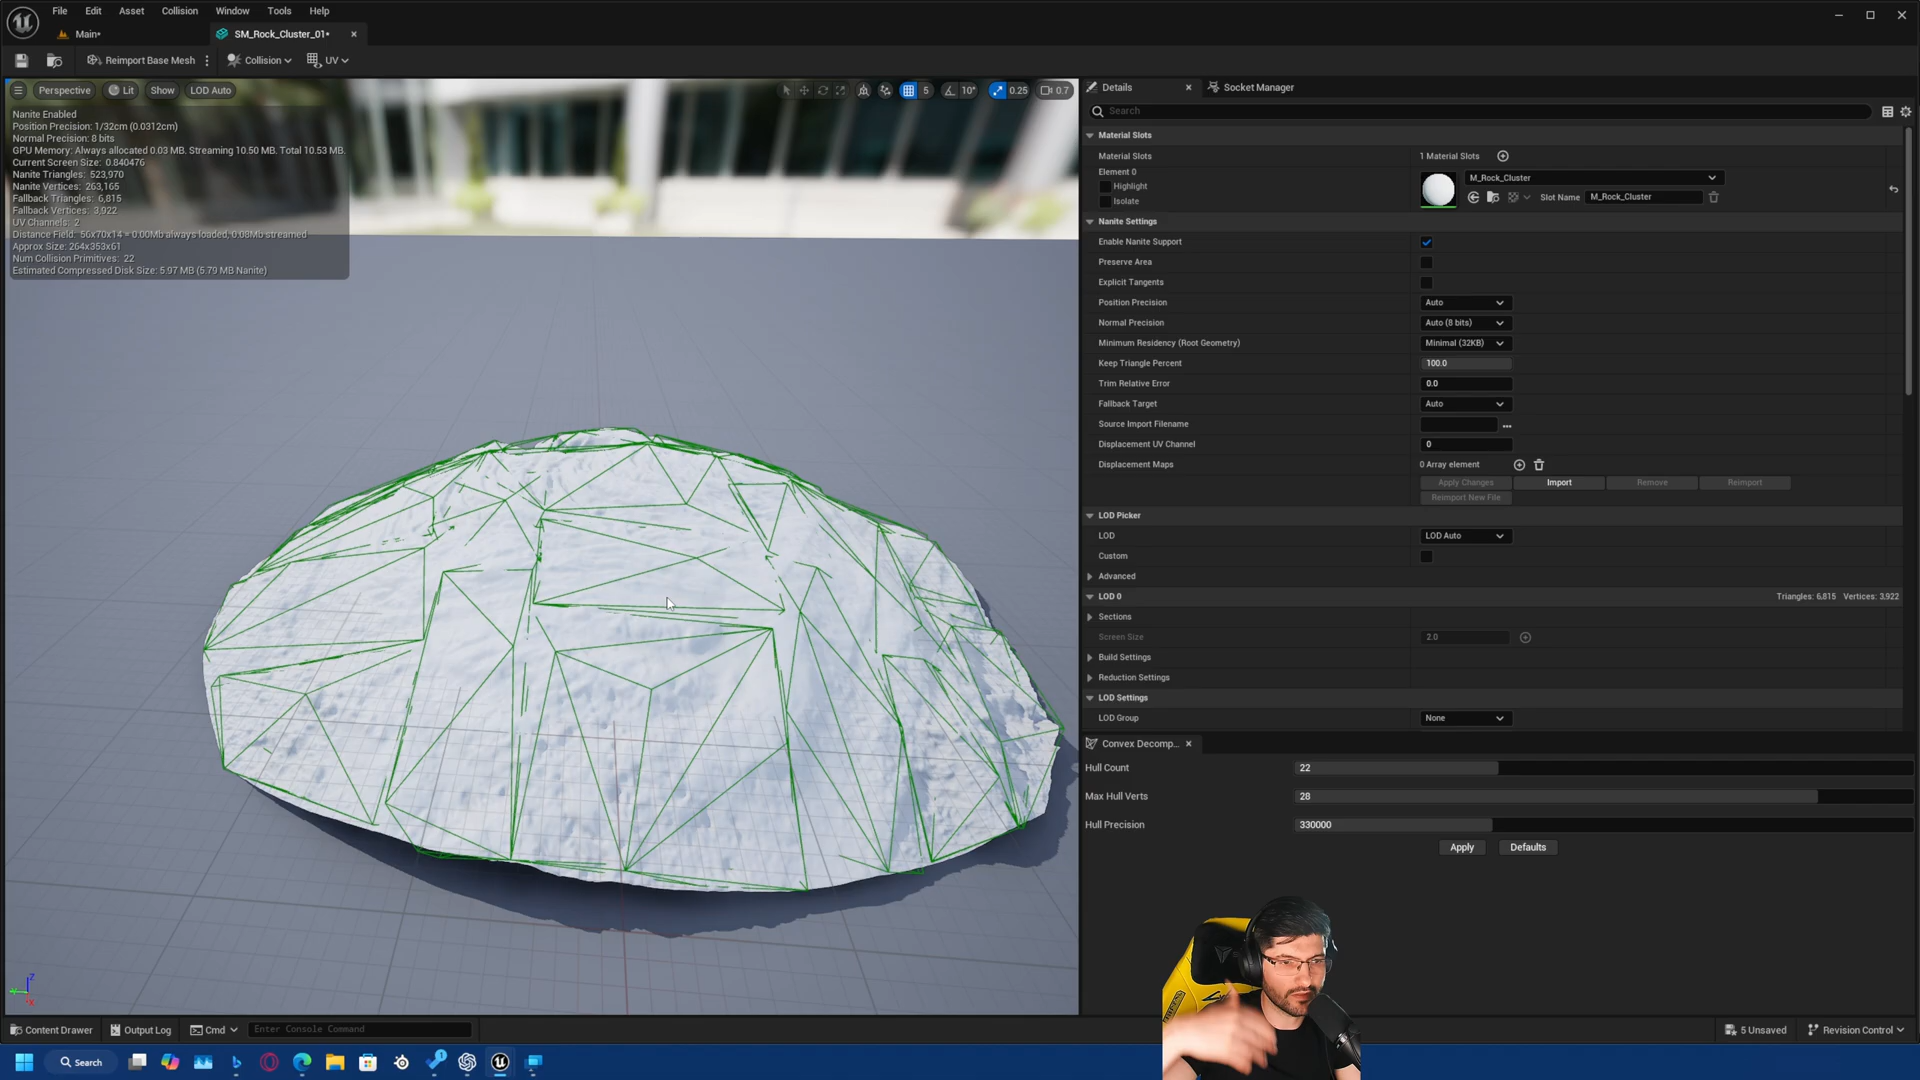 File Edit Asset Collision Window Tools Help
Main*
SM_Rock_Cluster_01*
Reimport Base Mesh
Collision
UV
Perspective Lit Show LOD Auto
5 10° 0.25 0.7
Nanite Enabled
Position Precision: 1/32cm (0.0312cm)
Normal Precision: 8 bits
GPU Memory: Always allocated 0.03 MB. Streaming 10.50 MB. Total 10.53 MB.
Current Screen Size: 0.840476
Nanite Triangles: 523,970
Nanite Vertices: 263,165
Fallback Triangles: 6,815
Fallback Vertices: 3,922
UV Channels: 2
Distance Field: 56x70x14 = 0.00Mb always loaded, 0.08Mb streamed
Approx Size: 264x353x61
Num Collision Primitives: 22
Estimated Compressed Disk Size: 5.97 MB (5.79 MB Nanite)
Details
Socket Manager
Search
Material Slots
Material Slots 1 Material Slots
Element 0
Highlight
Isolate
M_Rock_Cluster
Slot Name M_Rock_Cluster
Nanite Settings
Enable Nanite Support
Preserve Area
Explicit Tangents
Position Precision Auto
Normal Precision Auto (8 bits)
Minimum Residency (Root Geometry) Minimal (32KB)
Keep Triangle Percent 100.0
Trim Relative Error 0.0
Fallback Target Auto
Source Import Filename ...
Displacement UV Channel 0
Displacement Maps 0 Array element
Apply Changes Import Remove Reimport
Reimport New File
LOD Picker
LOD LOD Auto
Custom
Advanced
LOD 0 Triangles: 6,815 Vertices: 3,922
Sections
Screen Size 2.0
Build Settings
Reduction Settings
LOD Settings
LOD Group None
Convex Decomp...
Hull Count 22
Max Hull Verts 28
Hull Precision 330000
Apply Defaults
Z
Content Drawer Output Log Cmd Enter Console Command
5 Unsaved Revision Control
Search